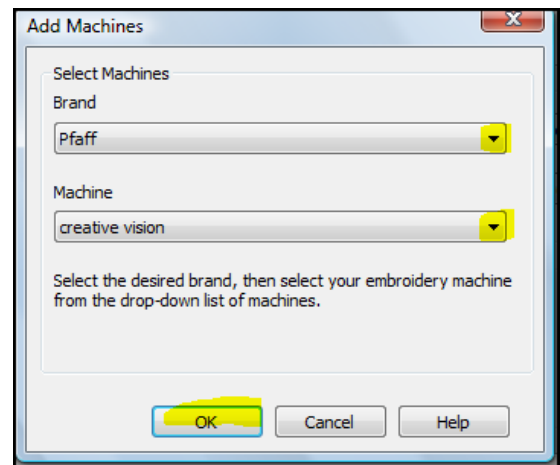 Add Machines
Select Machines
Brand
Pfaff
Machine
creative vision
Select the desired brand, then select your embroidery machine
from the drop-down list of machines.
OK Cancel Help